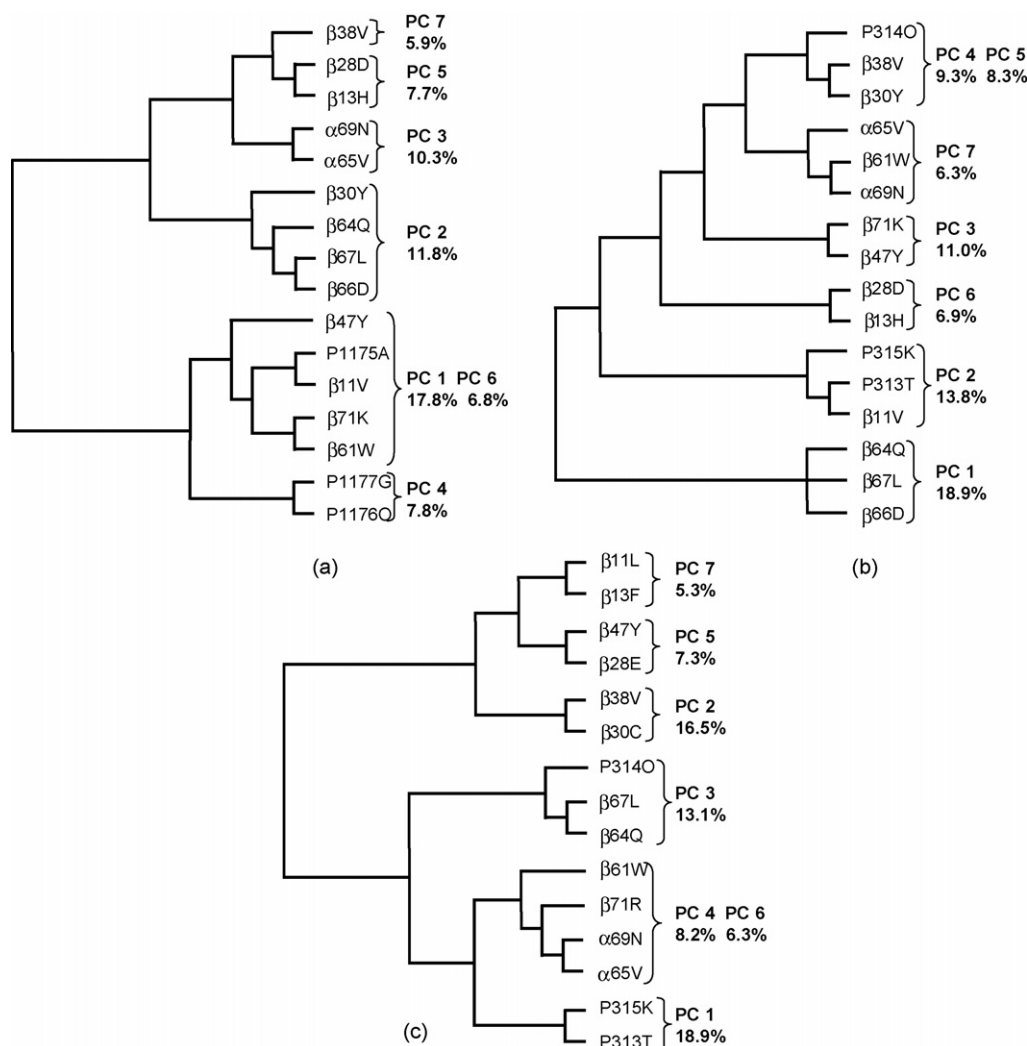 β38V
PC 7
5.9%
β28D
PC 5
β13H
7.7%
α69N
PC 3
α65V
10.3%
β30Y
β64Q
PC 2
β67L
11.8%
β66D
β47Y
P1175A
β11V
PC 1 PC 6
17.8% 6.8%
β71K
β61W
P1177G
PC 4
P1176Q
7.8%
(a)
P314O
β38V
PC 4 PC 5
9.3% 8.3%
β30Y
α65V
β61W
PC 7
6.3%
α69N
β71K
PC 3
β47Y
11.0%
β28D
PC 6
β13H
6.9%
P315K
P313T
PC 2
13.8%
β11V
β64Q
β67L
PC 1
18.9%
β66D
(b)
β11L
PC 7
β13F
5.3%
β47Y
PC 5
β28E
7.3%
β38V
PC 2
β30C
16.5%
P314O
β67L
PC 3
13.1%
β64Q
β61W
β71R
PC 4 PC 6
8.2% 6.3%
α69N
α65V
P315K
PC 1
P313T
18.9%
(c)